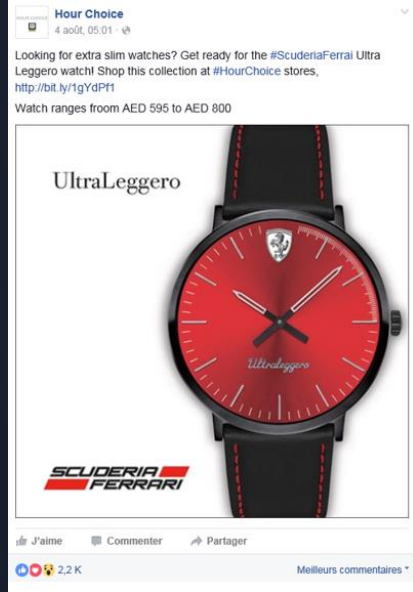 Hour Choice
4 août, 05:01 ·
Looking for extra slim watches? Get ready for the #ScuderiaFerrai Ultra
Leggero watch! Shop this collection at #HourChoice stores,
http://bit.ly/1gYdPf1
Watch ranges froom AED 595 to AED 800
UltraLeggero
Ultraleggero
SCUDERIA
FERRARI
J'aime Commenter Partager
2,2 K Meilleurs commentaires